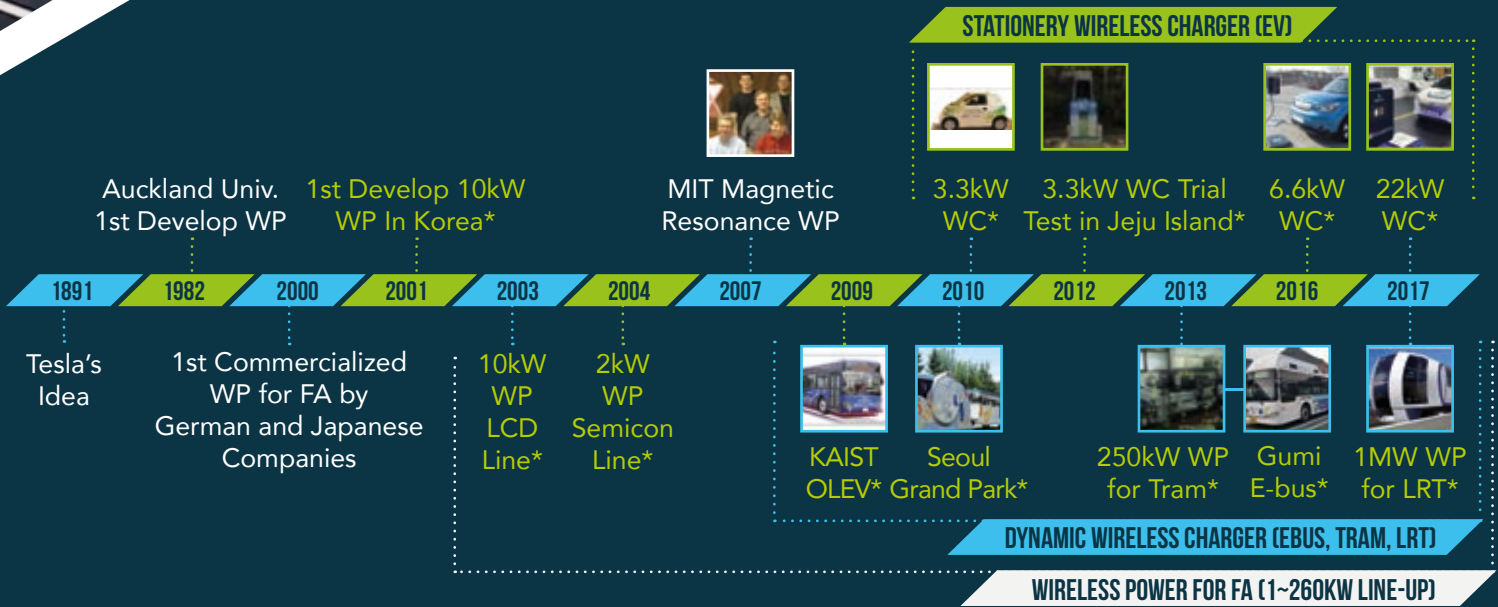 STATIONERY WIRELESS CHARGER (EV)
Auckland Univ.
1st Develop WP
1st Develop 10kW
WP In Korea*
MIT Magnetic
Resonance WP
3.3kW
WC*
3.3kW WC Trial
Test in Jeju Island*
6.6kW
WC*
22kW
WC*
1891
1982
2000
2001
2003
2004
2007
2009
2010
2012
2013
2016
2017
Tesla's
Idea
1st Commercialized
WP for FA by
German and Japanese
Companies
10kW
WP
LCD
Line*
2kW
WP
Semicon
Line*
KAIST
OLEV*
Seoul
Grand Park*
250kW WP
for Tram*
Gumi
E-bus*
1MW WP
for LRT*
DYNAMIC WIRELESS CHARGER (EBUS, TRAM, LRT)
WIRELESS POWER FOR FA (1~260KW LINE-UP)